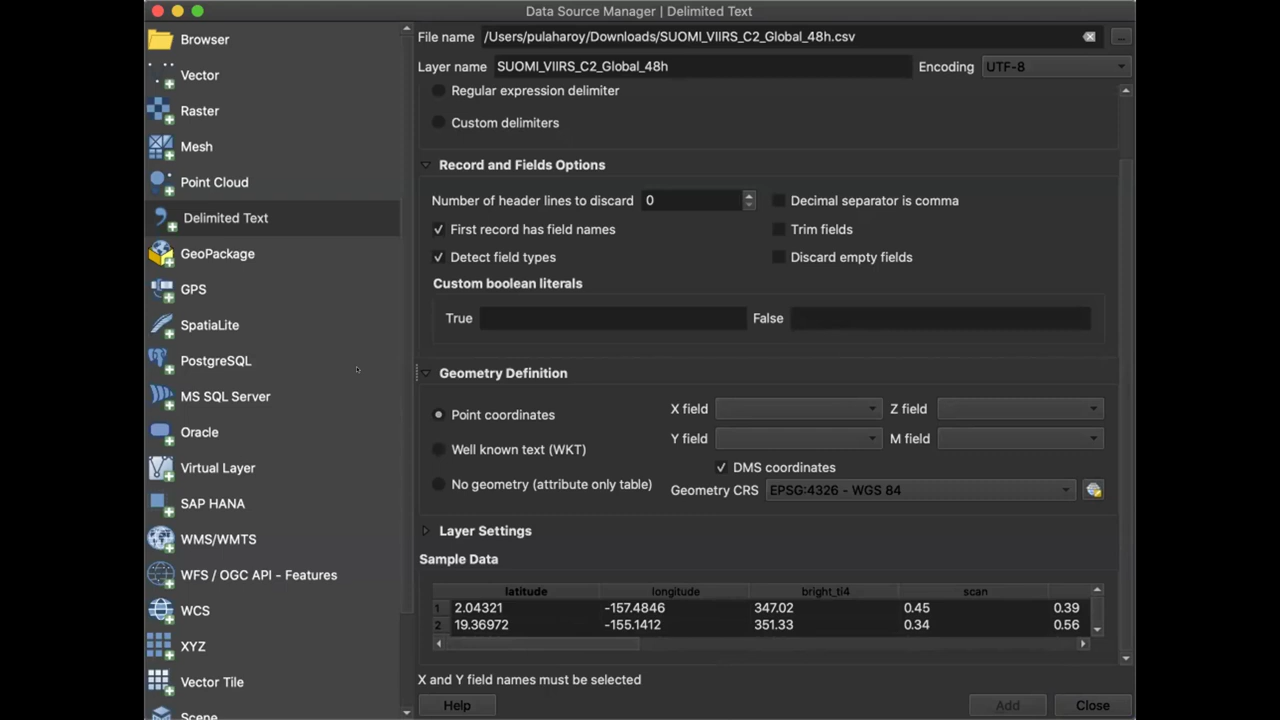 Data Source Manager | Delimited Text
Browser
Vector
Raster
Mesh
Point Cloud
Delimited Text
GeoPackage
GPS
SpatiaLite
PostgreSQL
MS SQL Server
Oracle
Virtual Layer
SAP HANA
WMS/WMTS
WFS / OGC API - Features
WCS
XYZ
Vector Tile
Scene
File name /Users/pulaharoy/Downloads/SUOMI_VIIRS_C2_Global_48h.csv ...
Layer name SUOMI_VIIRS_C2_Global_48h Encoding UTF-8
Regular expression delimiter
Custom delimiters
Record and Fields Options
Number of header lines to discard 0 Decimal separator is comma
First record has field names Trim fields
Detect field types Discard empty fields
Custom boolean literals
True False
Geometry Definition
Point coordinates X field Z field
Y field M field
Well known text (WKT)
DMS coordinates
No geometry (attribute only table) Geometry CRS EPSG:4326 - WGS 84
Layer Settings
Sample Data
latitude longitude bright_ti4 scan
1 2.04321 -157.4846 347.02 0.45 0.39
2 19.36972 -155.1412 351.33 0.34 0.56
X and Y field names must be selected
Help Add Close